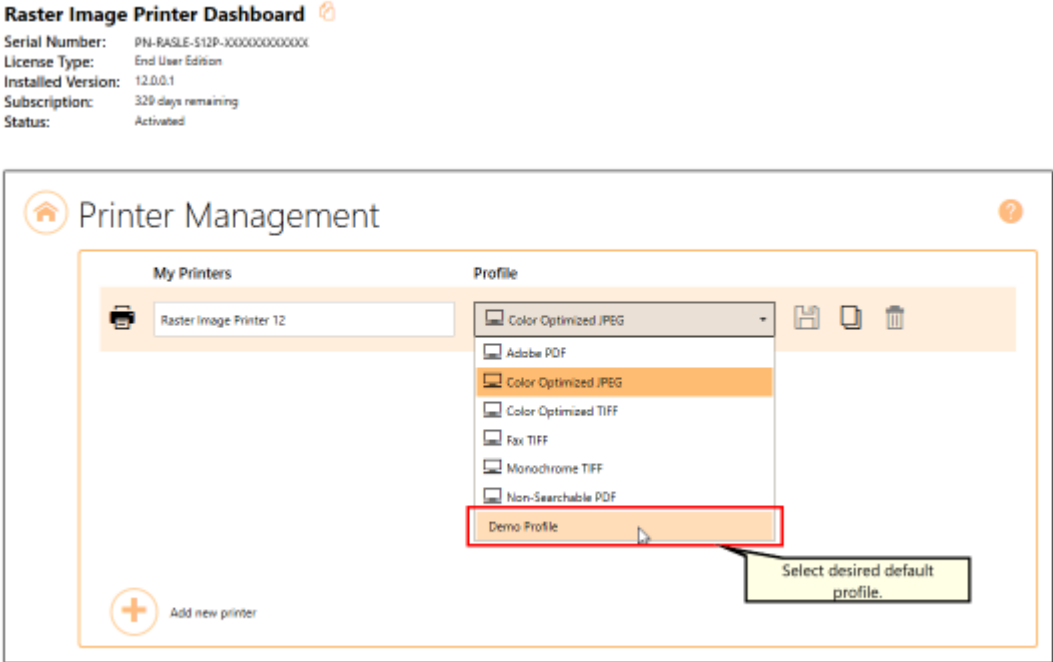 Raster Image Printer Dashboard
Serial Number: PN-RASLE-S12P-XXXXXXXXXXXX
License Type: End User Edition
Installed Version: 12.0.0.1
Subscription: 329 days remaining
Status: Activated
Printer Management
?
My Printers Profile
Raster Image Printer 12 Color Optimized JPEG
Adobe PDF
Color Optimized JPEG
Color Optimized TIFF
Fax TIFF
Monochrome TIFF
Non-Searchable PDF
Demo Profile
Select desired default
profile.
Add new printer